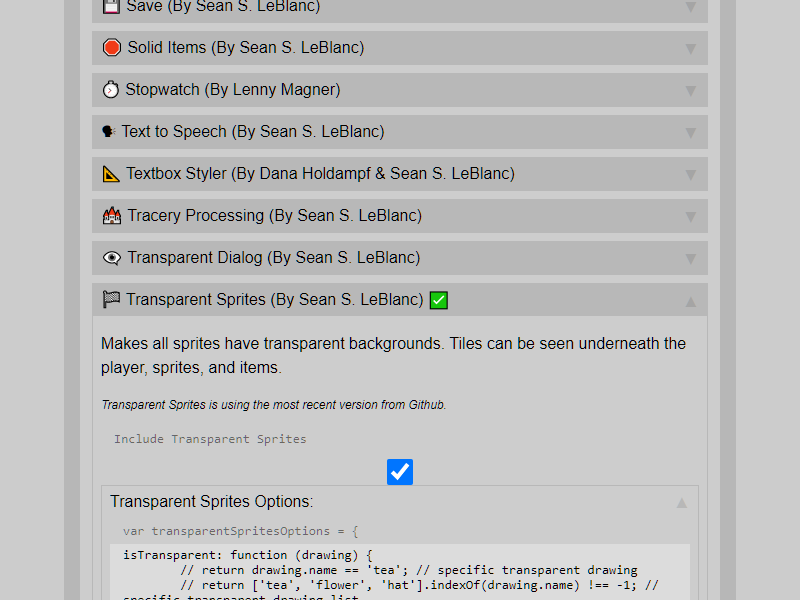 Save (By Sean S. LeBlanc)
Solid Items (By Sean S. LeBlanc)
Stopwatch (By Lenny Magner)
Text to Speech (By Sean S. LeBlanc)
Textbox Styler (By Dana Holdampf & Sean S. LeBlanc)
Tracery Processing (By Sean S. LeBlanc)
Transparent Dialog (By Sean S. LeBlanc)
Transparent Sprites (By Sean S. LeBlanc)
Makes all sprites have transparent backgrounds. Tiles can be seen underneath the
player, sprites, and items.
Transparent Sprites is using the most recent version from Github.
Include Transparent Sprites
Transparent Sprites Options:
var transparentSpritesOptions = {
isTransparent: function (drawing) {
// return drawing.name == 'tea'; // specific transparent drawing
// return ['tea', 'flower', 'hat'].indexOf(drawing.name) !== -1; //
specific transparent drawing list